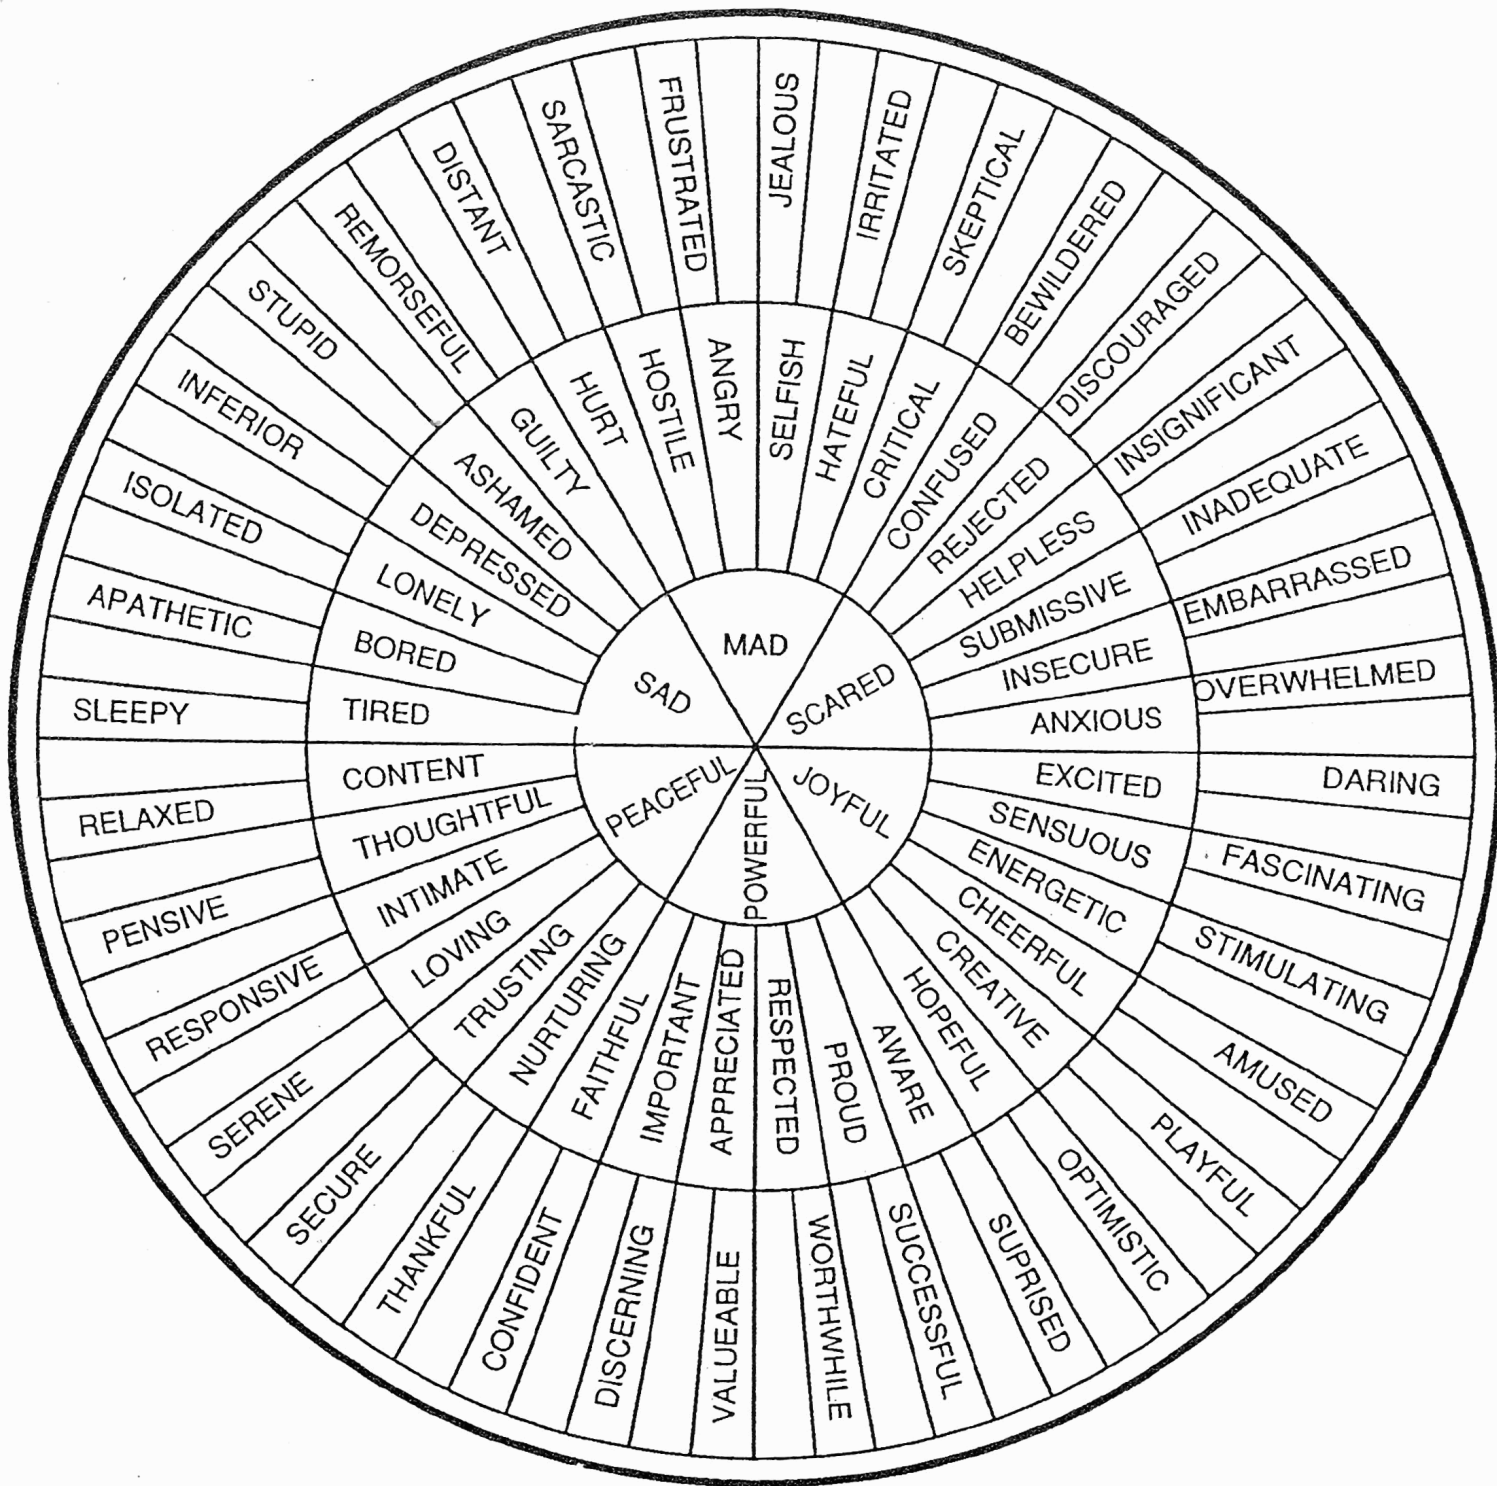 MAD
SCARED
JOYFUL
POWERFUL
PEACEFUL
SAD
HURT
HOSTILE
ANGRY
SELFISH
HATEFUL
CRITICAL
CONFUSED
REJECTED
HELPLESS
SUBMISSIVE
INSECURE
ANXIOUS
EXCITED
SENSUOUS
ENERGETIC
CHEERFUL
CREATIVE
HOPEFUL
AWARE
PROUD
RESPECTED
APPRECIATED
IMPORTANT
FAITHFUL
NURTURING
TRUSTING
LOVING
INTIMATE
THOUGHTFUL
CONTENT
TIRED
BORED
LONELY
DEPRESSED
ASHAMED
GUILTY
DISTANT
SARCASTIC
FRUSTRATED
JEALOUS
IRRITATED
SKEPTICAL
BEWILDERED
DISCOURAGED
INSIGNIFICANT
INADEQUATE
EMBARRASSED
OVERWHELMED
DARING
FASCINATING
STIMULATING
AMUSED
PLAYFUL
OPTIMISTIC
SUPRISED
SUCCESSFUL
WORTHWHILE
VALUEABLE
DISCERNING
CONFIDENT
THANKFUL
SECURE
SERENE
RESPONSIVE
PENSIVE
RELAXED
SLEEPY
APATHETIC
ISOLATED
INFERIOR
STUPID
REMORSEFUL